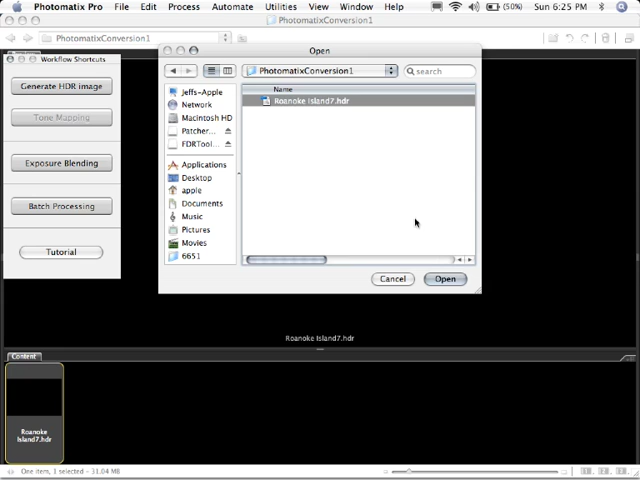 Photomatix Pro File Edit Process Automate Utilities View Window Help (50%) Sun 6:25 PM
PhotomatixConversion1
PhotomatixConversion1
Workflow Shortcuts
Generate HDR image
Tone Mapping
Exposure Blending
Batch Processing
Tutorial
Open
PhotomatixConversion1
search
Jeffs-Apple
Network
Macintosh HD
Patcher...
FDRTool...
Applications
Desktop
apple
Documents
Music
Pictures
Movies
6651
Name
Roanoke Island7.hdr
Cancel Open
Roanoke Island7.hdr
Content
Roanoke
Island7.hdr
One item, 1 selected - 31.04 MB